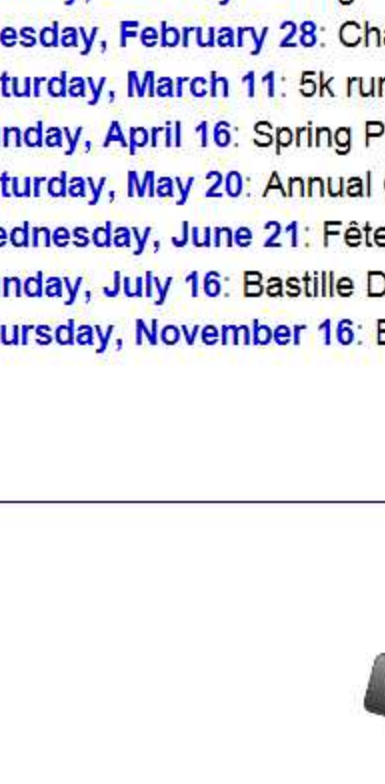 esday, February 28: Cha
turday, March 11: 5k run
nday, April 16: Spring P
turday, May 20: Annual
ednesday, June 21: Fête
nday, July 16: Bastille D
ursday, November 16: B